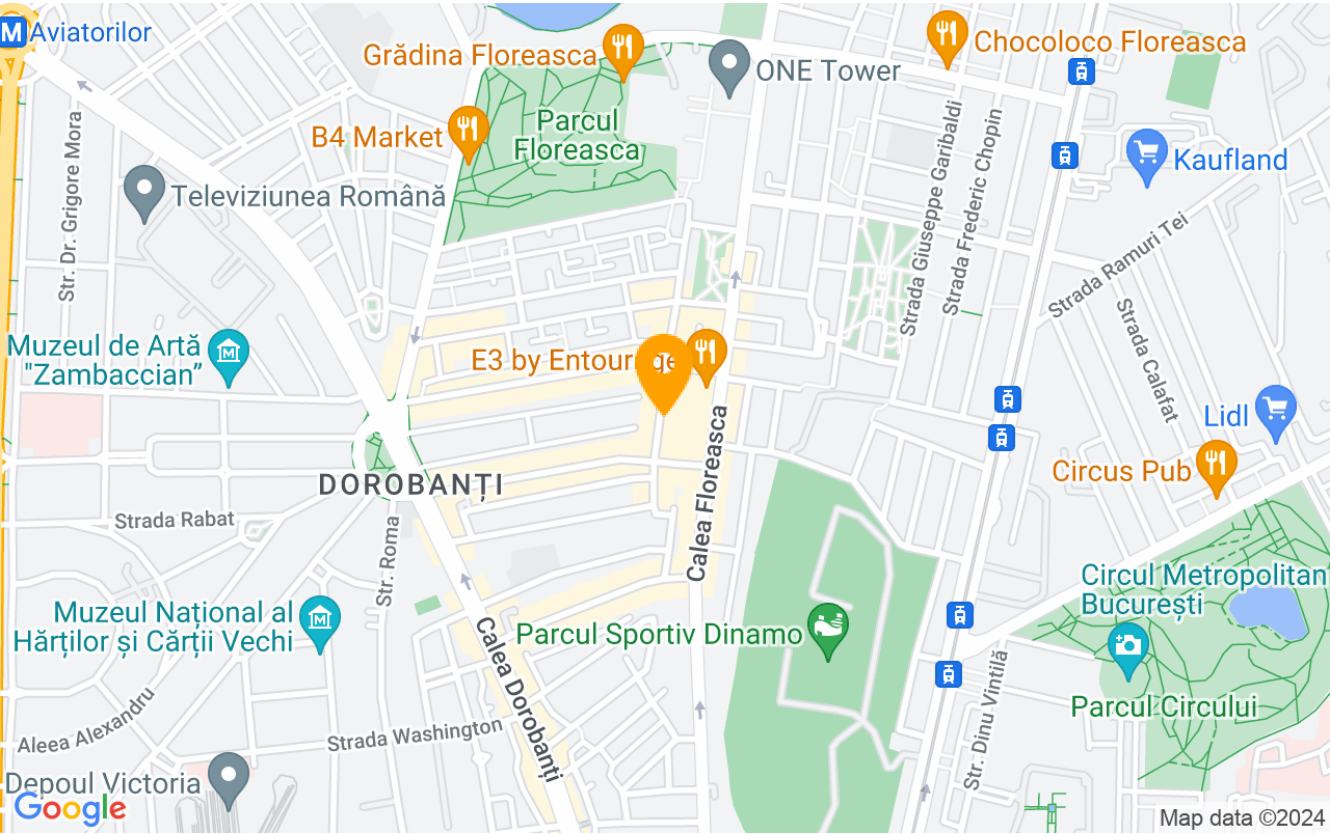 Aviatorilor
Grădina Floreasca
Chocoloco Floreasca
ONE Tower
B4 Market
Parcul
Floreasca
Kaufland
Televiziunea Română
Str. Dr. Grigore Mora
Strada Giuseppe Garibaldi
Strada Frederic Chopin
Strada Ramuri Tei
Strada Calafat
Muzeul de Artă
"Zambaccian”
E3 by Entour ge
Lidl
Circus Pub
Calea Floreasca
DOROBANȚI
Strada Rabat
Str. Roma
Circul Metropolitan
București
Muzeul Național al
Hărților și Cărții Vechi
Parcul Sportiv Dinamo
Calea Dorobanți
Str. Dinu Vintilă
Parcul Circului
Aleea Alexandru
Strada Washington
Depoul Victoria
Google
Map data ©2024